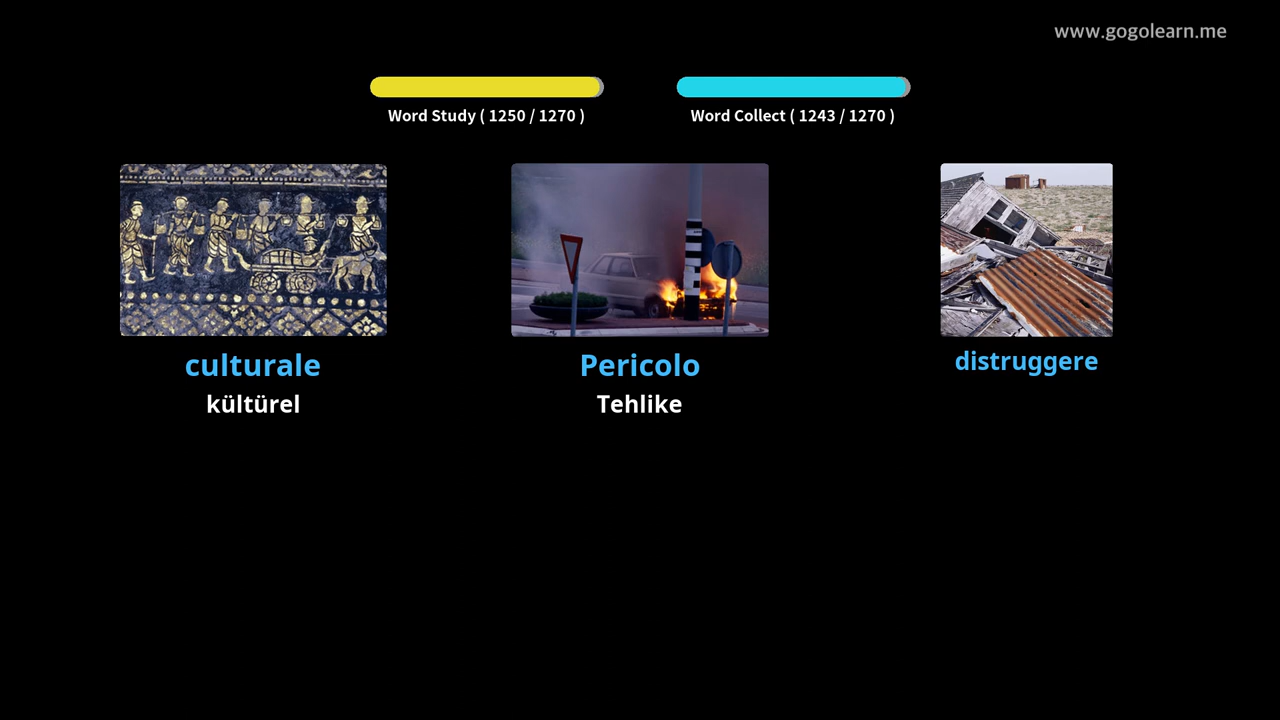 www.gogolearn.me
Word Study ( 1250 / 1270 )
Word Collect ( 1243 / 1270 )
culturale
kültürel
Pericolo
Tehlike
distruggere